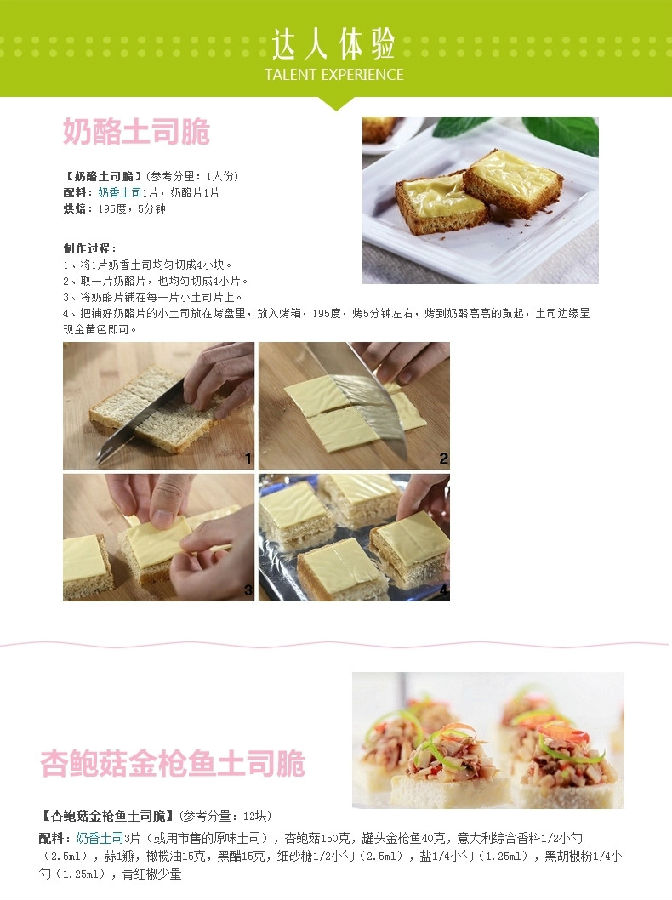 达人体验
TALENT EXPERIENCE
奶酪土司脆
【奶酪土司脆】(参考分量：1人份)
配料：奶香土司1片，奶酪片1片
烘焙：195度，5分钟
制作过程：
1、将1片奶香土司均匀切成4小块。
2、取一片奶酪片，也均匀切成4小片。
3、将奶酪片铺在每一片小土司片上。
4、把铺好奶酪片的小土司放在烤盘里，放入烤箱，195度，烤5分钟左右，烤到奶酪高高的鼓起，土司边缘呈
现金黄色即可。
1
2
3
4
杏鲍菇金枪鱼土司脆
【杏鲍菇金枪鱼土司脆】(参考分量：12块)
配料：奶香土司3片（或用市售的原味土司），杏鲍菇150克，罐头金枪鱼40克，意大利综合香料1/2小勺
（2.5ml），蒜1瓣，橄榄油15克，黑醋15克，细砂糖1/2小勺（2.5ml），盐1/4小勺（1.25ml），黑胡椒粉1/4小
勺（1.25ml），青红椒少量